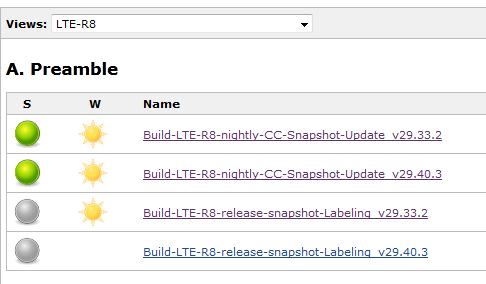 Views: LTE-R8
A. Preamble
S W Name
Build-LTE-R8-nightly-CC-Snapshot-Update_v29.33.2
Build-LTE-R8-nightly-CC-Snapshot-Update_v29.40.3
Build-LTE-R8-release-snapshot-Labeling_v29.33.2
Build-LTE-R8-release-snapshot-Labeling_v29.40.3